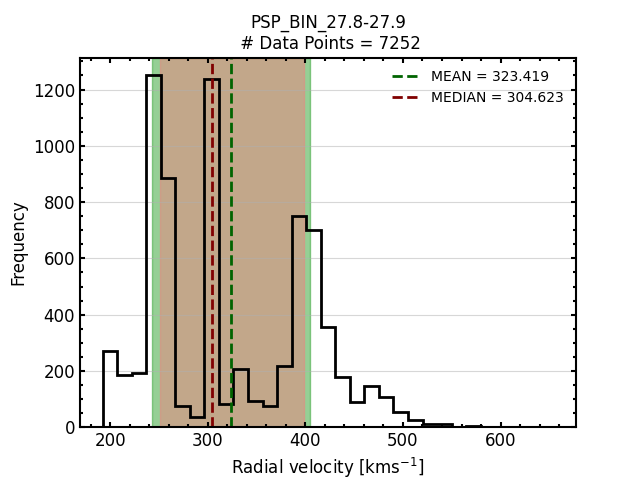 PSP_BIN_27.8-27.9
# Data Points = 7252
MEAN = 323.419
MEDIAN = 304.623
Frequency
1200
1000
800
600
400
200
0
200 300 400 500 600
Radial velocity [kms⁻¹]